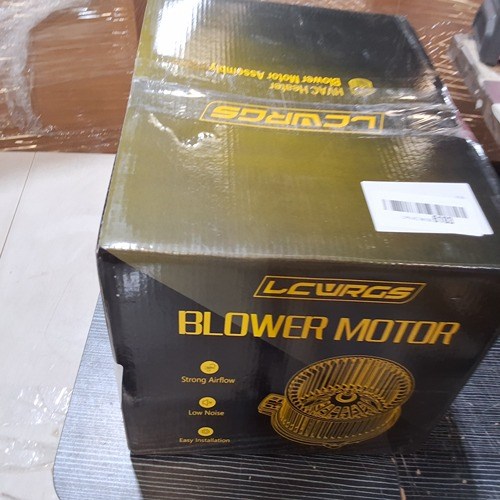 HVAC Heater
Blower Motor Assembly
LCWRGS
LCWRGS
BLOWER MOTOR
Strong Airflow
Low Noise
Easy Installation